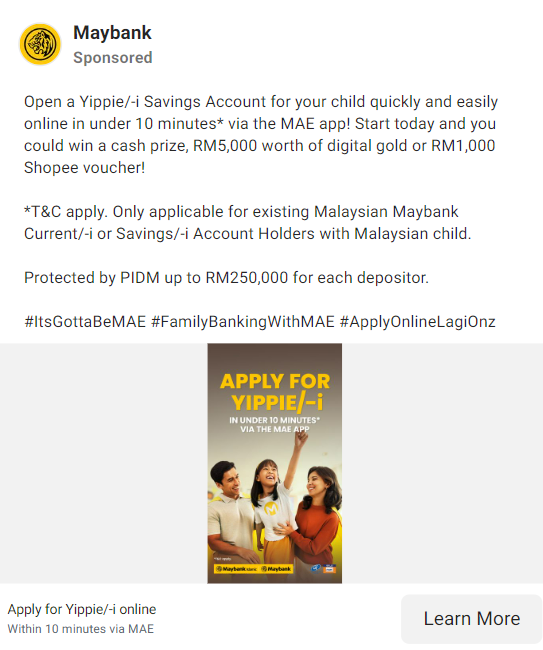 Maybank
Sponsored
Open a Yippie/-i Savings Account for your child quickly and easily
online in under 10 minutes* via the MAE app! Start today and you
could win a cash prize, RM5,000 worth of digital gold or RM1,000
Shopee voucher!
*T&C apply. Only applicable for existing Malaysian Maybank
Current/-i or Savings/-i Account Holders with Malaysian child.
Protected by PIDM up to RM250,000 for each depositor.
#ItsGottaBeMAE #FamilyBankingWithMAE #ApplyOnlineLagiOnz
APPLY FOR
YIPPIE/-i
IN UNDER 10 MINUTES*
VIA THE MAE APP
M
Maybank Maybank
Apply for Yippie/-i online
Within 10 minutes via MAE
Learn More